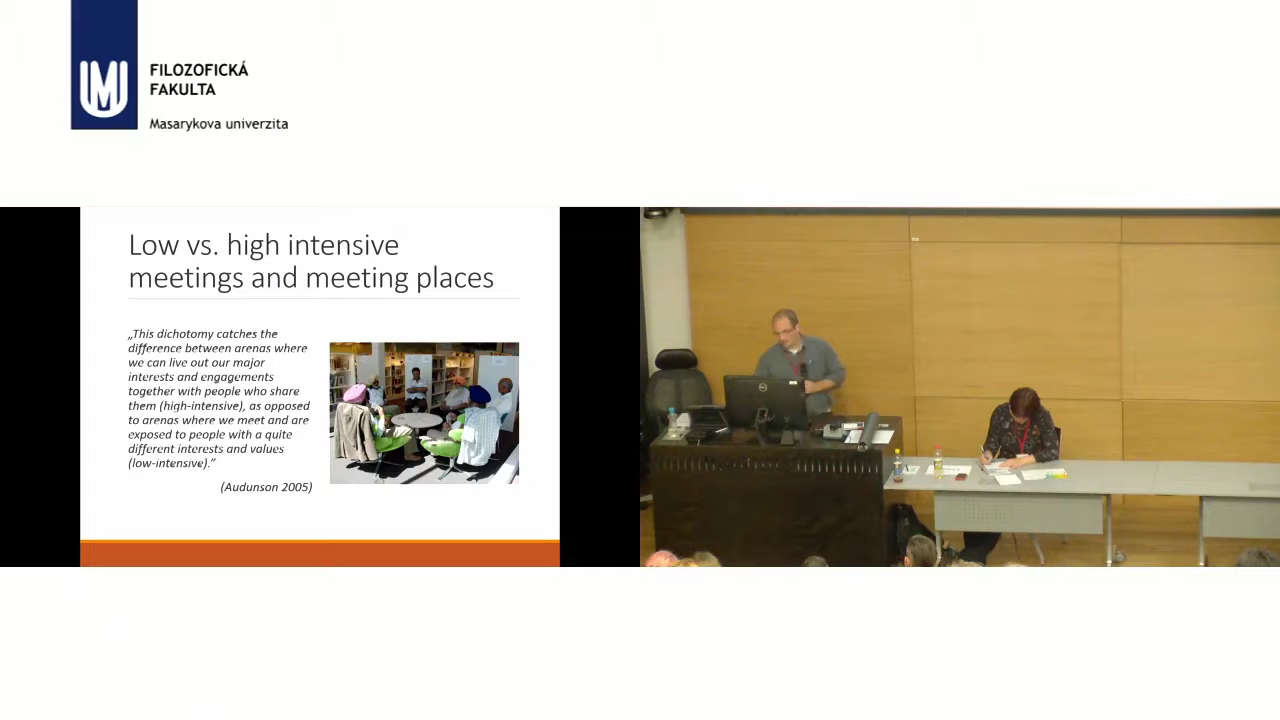 FILOZOFICKÁ
FAKULTA
Masarykova univerzita
Low vs. high intensive
meetings and meeting places
„This dichotomy catches the
difference between arenas where
we can live out our major
interests and engagements
together with people who share
them (high-intensive), as opposed
to arenas where we meet and are
exposed to people with a quite
different interests and values
(low-intensive)."
(Audunson 2005)